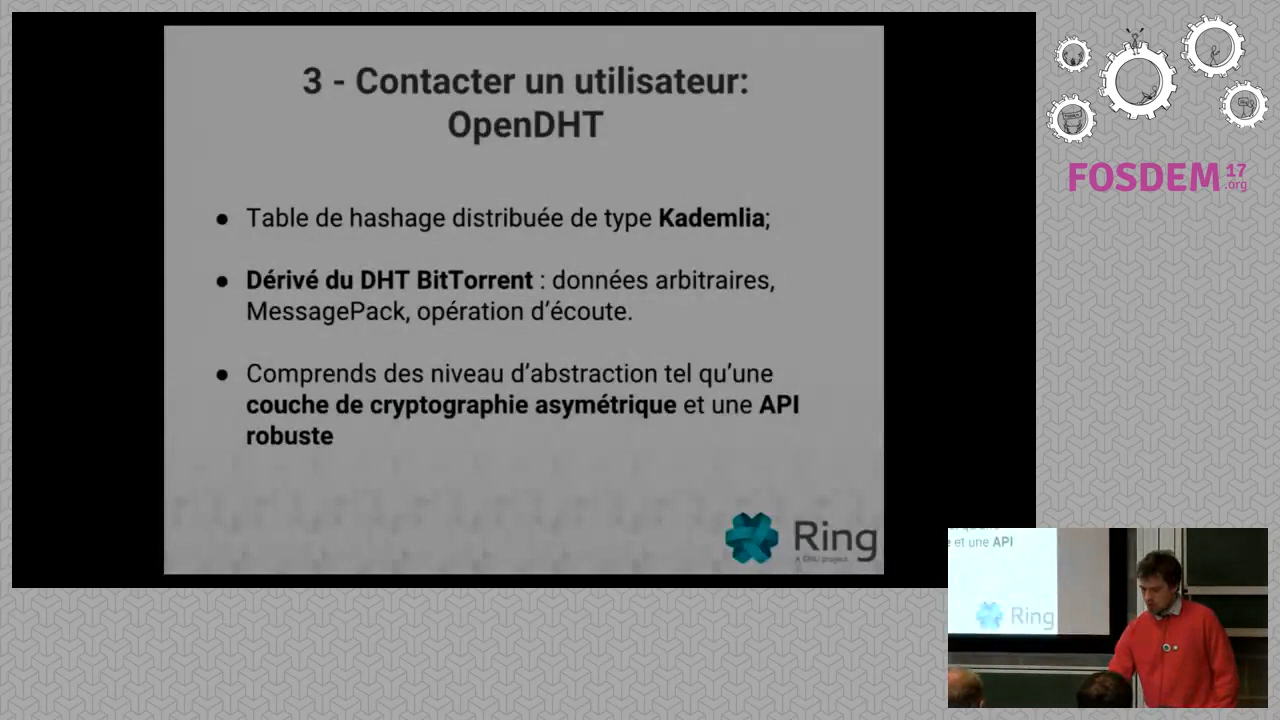 3 - Contacter un utilisateur:
OpenDHT
● Table de hashage distribuée de type Kademlia;
● Dérivé du DHT BitTorrent : données arbitraires,
MessagePack, opération d'écoute.
● Comprends des niveau d'abstraction tel qu'une
couche de cryptographie asymétrique et une API
robuste
Ring
A GNU project
FOSDEM 17
.org
e et une API
Ring